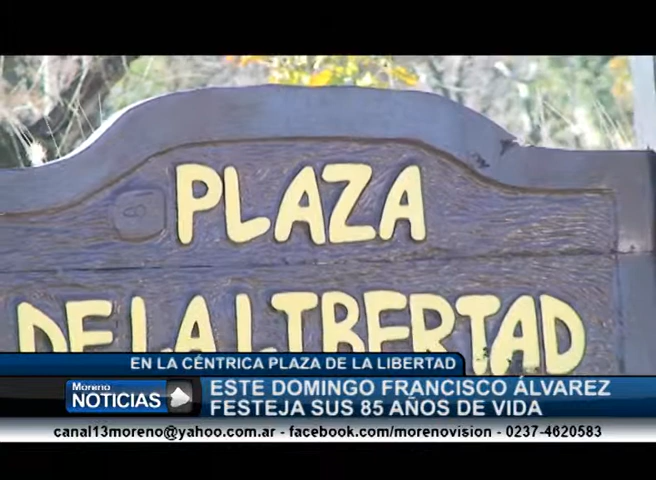 PLAZA
DE LA LIBERTAD
EN LA CÉNTRICA PLAZA DE LA LIBERTAD
Moreno
NOTICIAS
ESTE DOMINGO FRANCISCO ÁLVAREZ
FESTEJA SUS 85 AÑOS DE VIDA
canal13moreno@yahoo.com.ar - facebook.com/morenovision - 0237-4620583